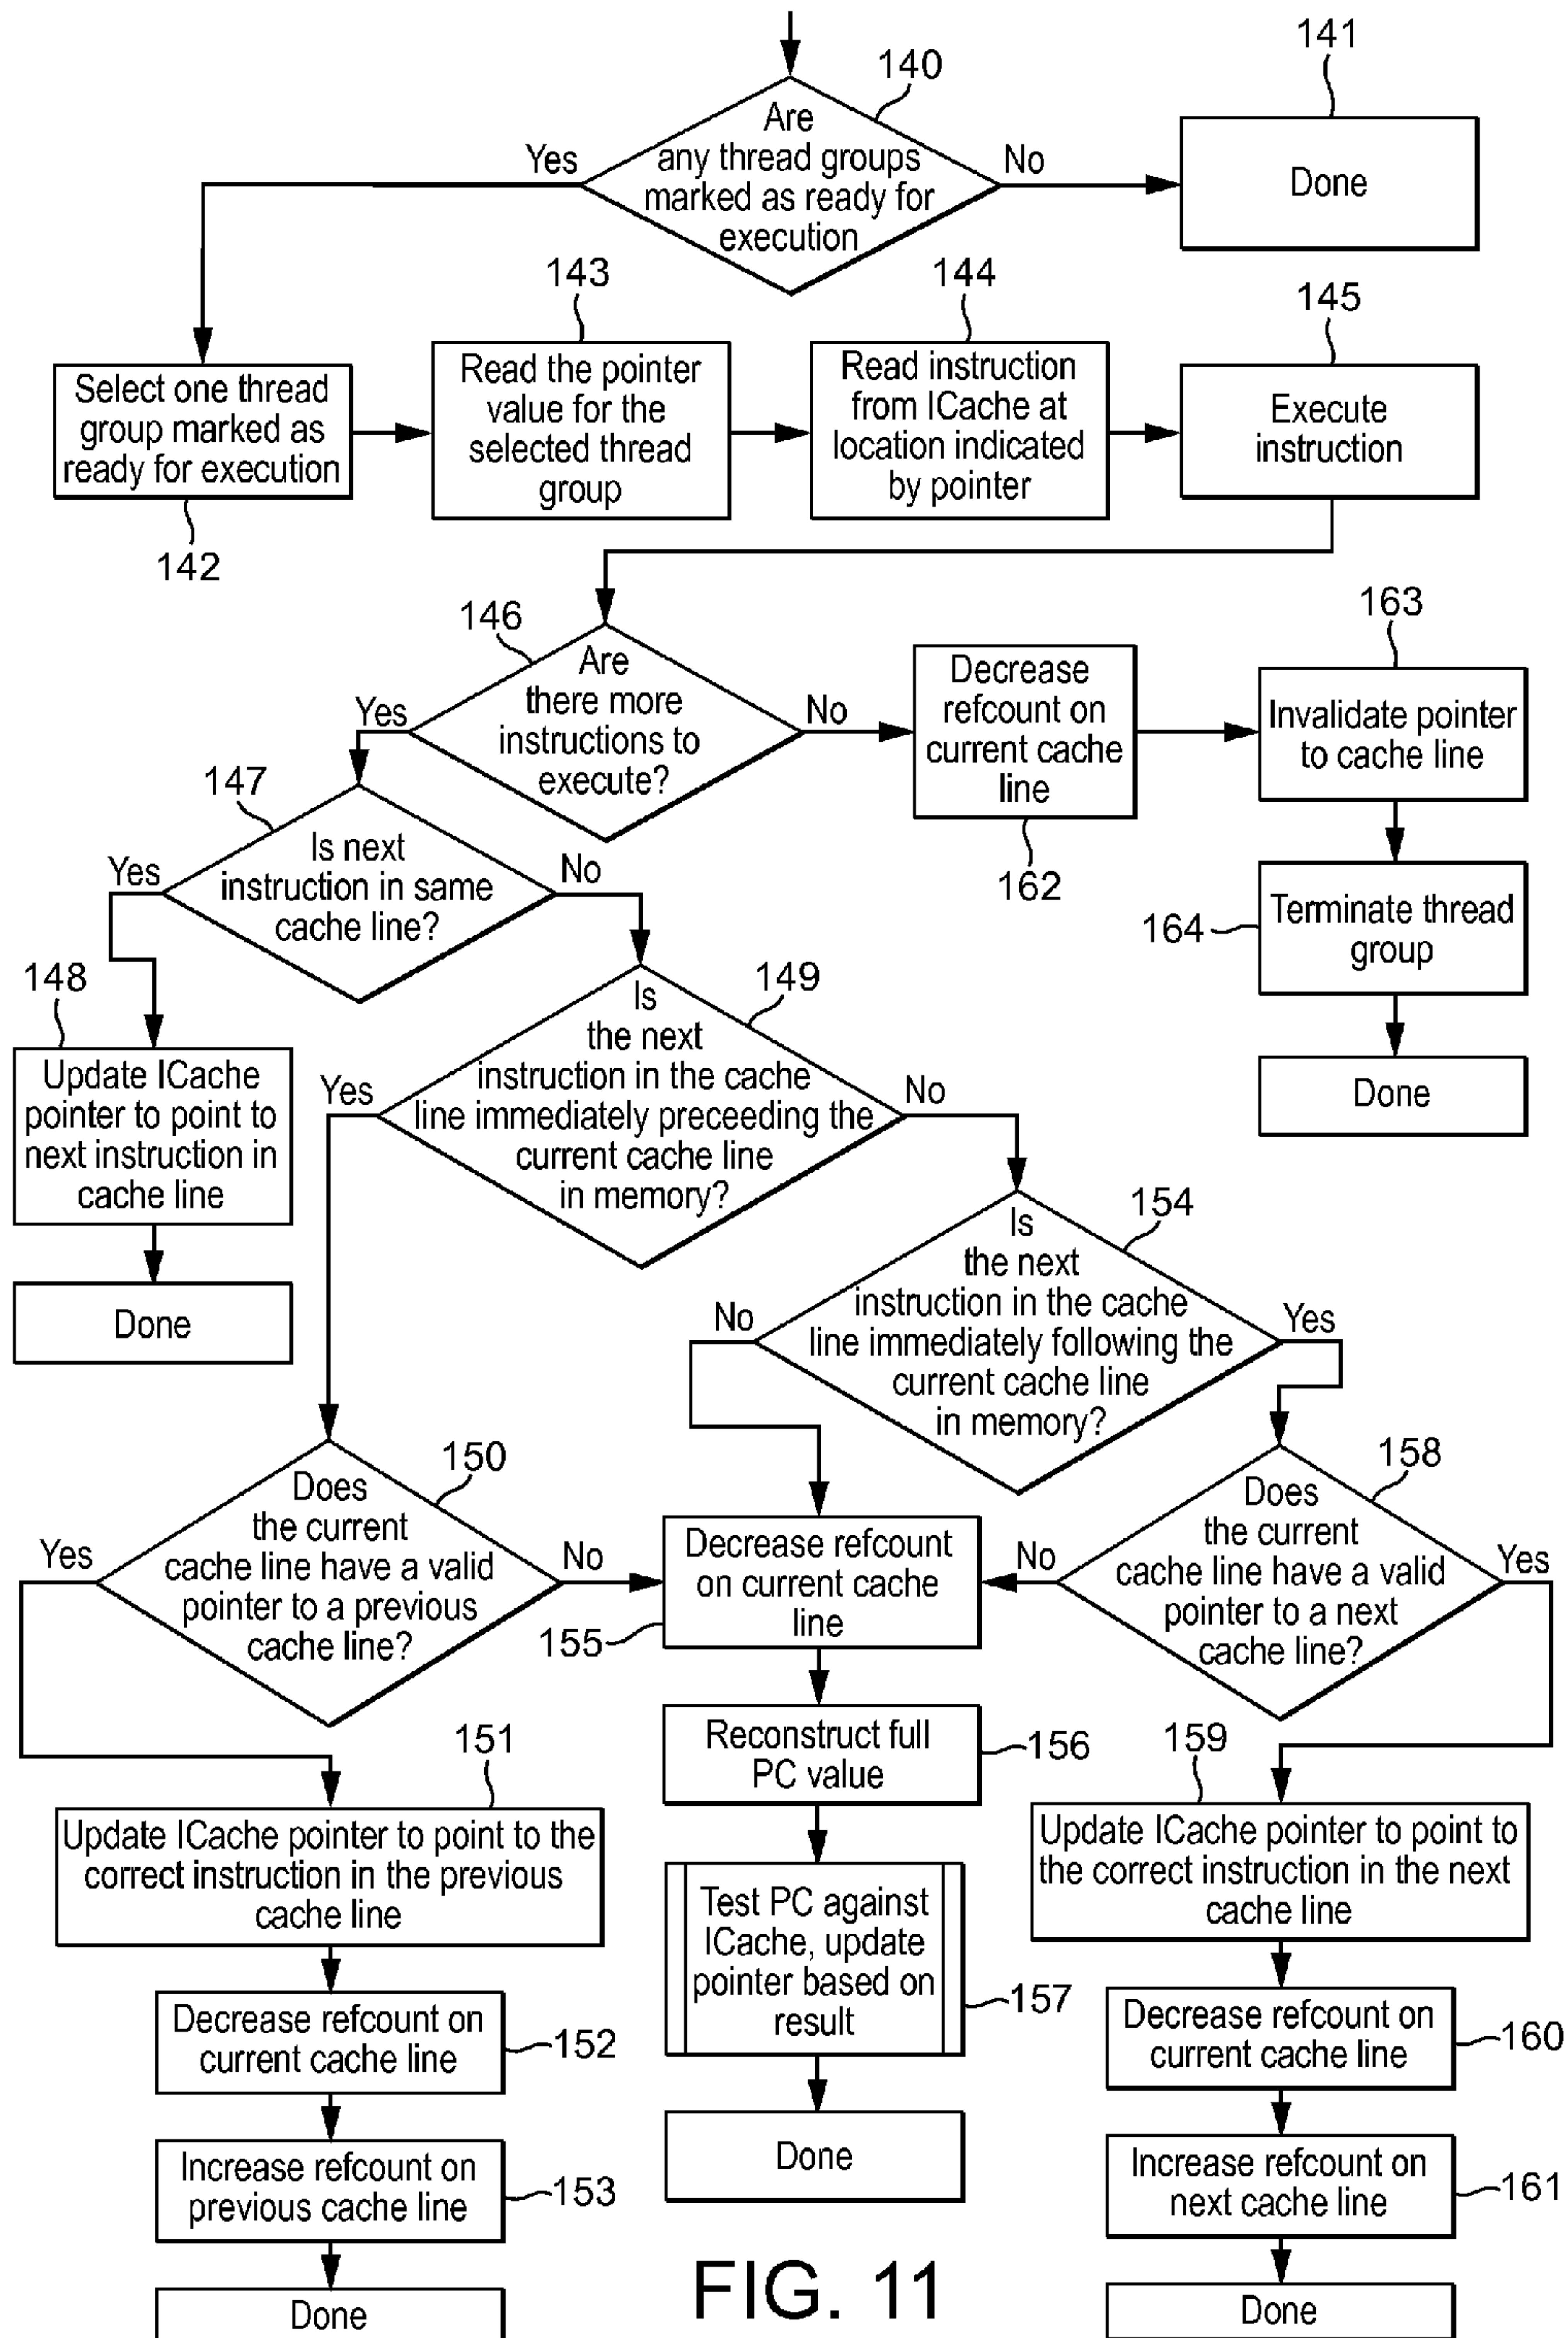 140
141
Are
any thread groups
marked as ready for
execution
Yes
No
Done
142
Select one thread
group marked as
ready for execution
143
Read the pointer
value for the
selected thread
group
144
Read instruction
from ICache at
location indicated
by pointer
145
Execute
instruction
146
Are
there more
instructions to
execute?
Yes
No
Decrease
refcount on
current cache
line
162
163
Invalidate pointer
to cache line
164
Terminate thread
group
Done
147
Is next
instruction in same
cache line?
Yes
No
148
Update ICache
pointer to point to
next instruction in
cache line
Done
149
Is
the next
instruction in the cache
line immediately preceeding the
current cache line
in memory?
Yes
No
154
Is
the next
instruction in the cache
line immediately following the
current cache line
in memory?
No
Yes
150
Does
the current
cache line have a valid
pointer to a previous
cache line?
Yes
No
155
Decrease refcount
on current cache
line
158
Does
the current
cache line have a valid
pointer to a next
cache line?
No
Yes
151
Update ICache pointer to point to the
correct instruction in the previous
cache line
Decrease refcount on
current cache line
152
Increase refcount on
previous cache line
153
Done
Reconstruct full
PC value
156
Test PC against
ICache, update
pointer based on
result
157
Done
159
Update ICache pointer to point to
the correct instruction in the next
cache line
Decrease refcount on
current cache line
160
Increase refcount on
next cache line
161
Done
FIG. 11